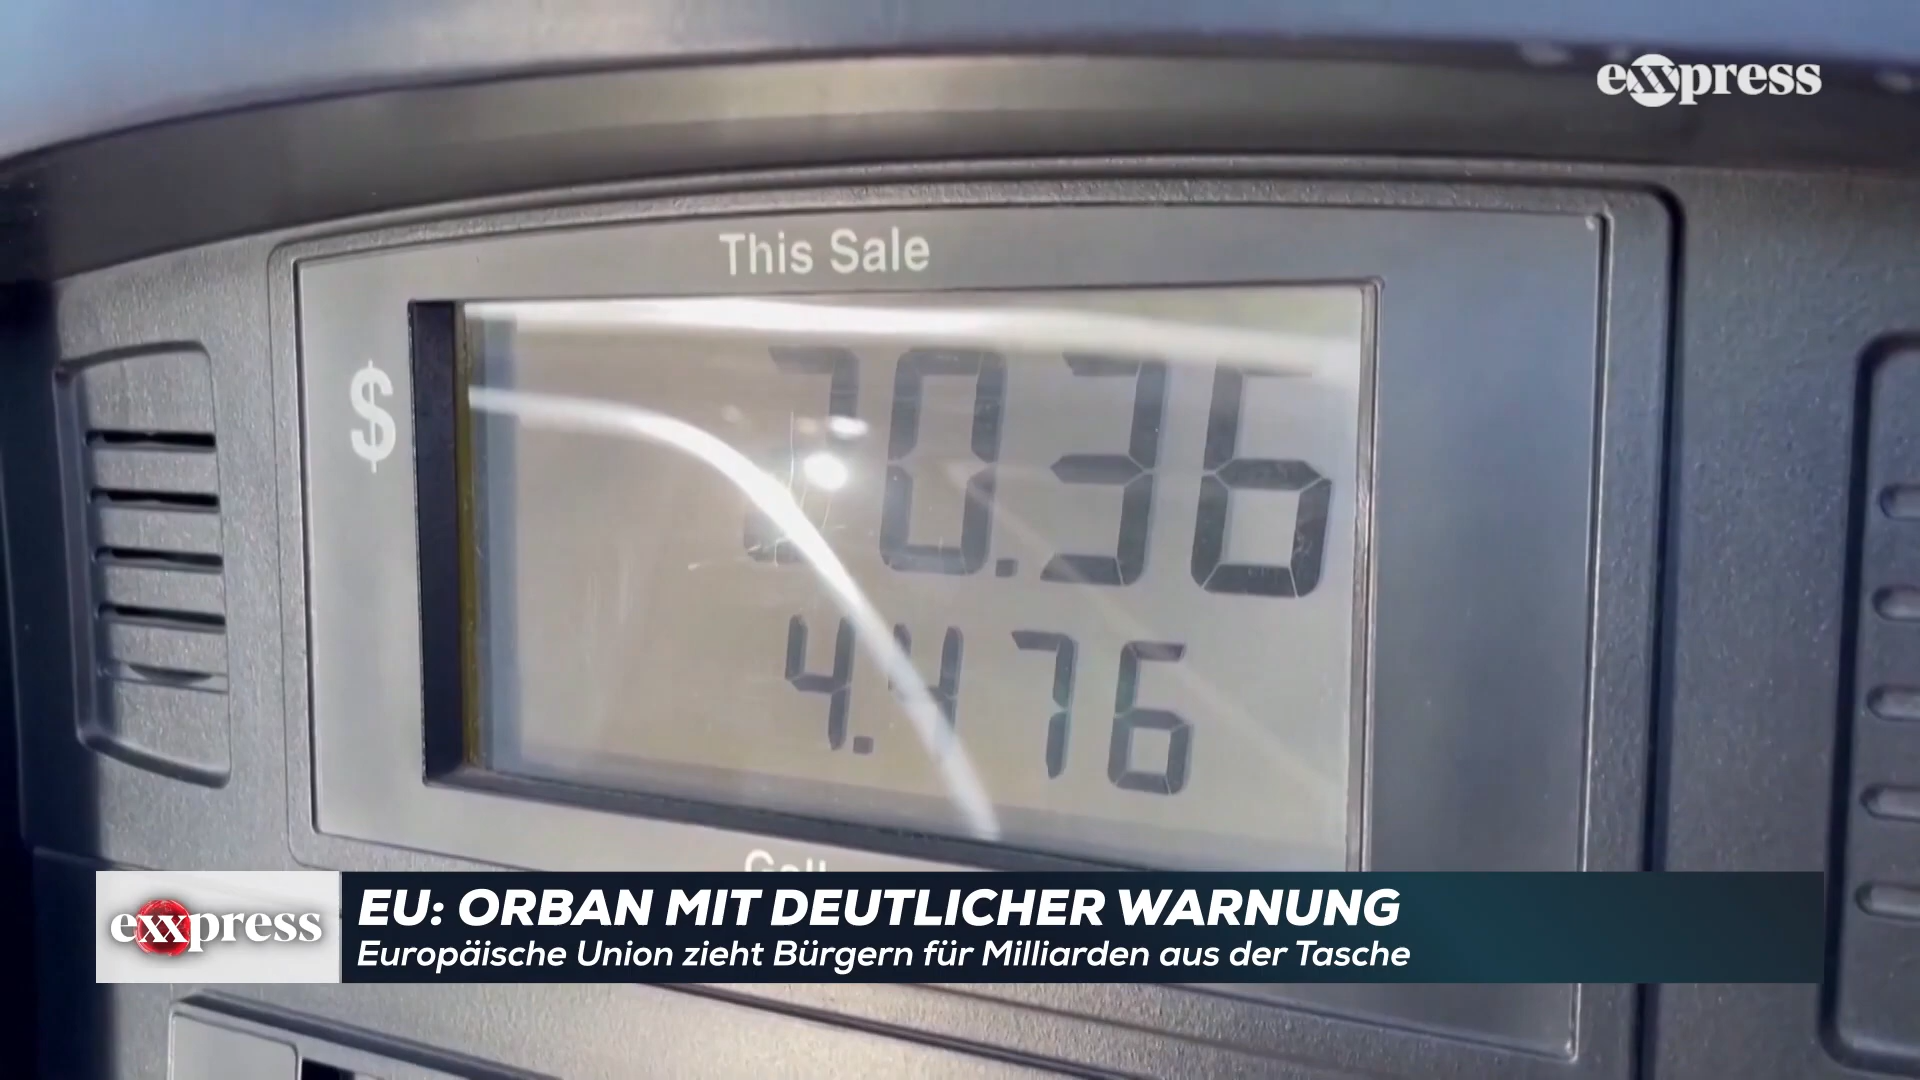 exxpress
This Sale
$
0.36
4.476
exxpress
EU: ORBAN MIT DEUTLICHER WARNUNG
Europäische Union zieht Bürgern für Milliarden aus der Tasche